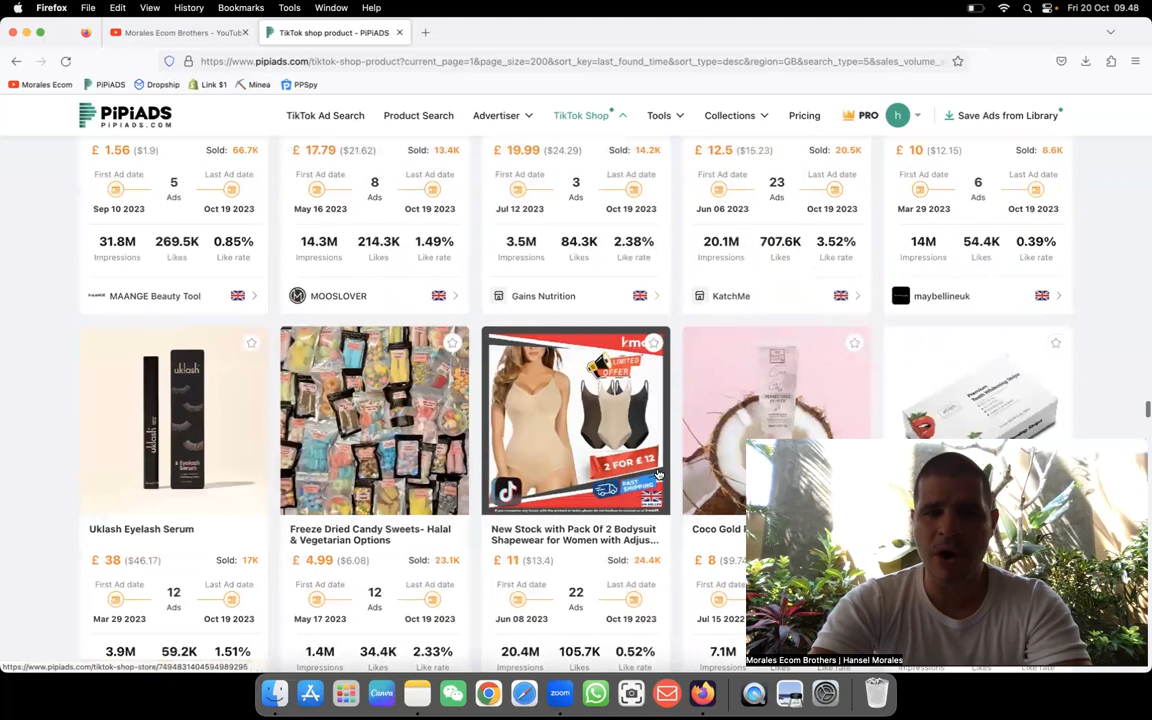 Firefox File Edit View History Bookmarks Tools Window Help Fri 20 Oct 09.48
Morales Ecom Brothers - YouTub
TikTok shop product - PiPiADS
https://www.pipiads.com/tiktok-shop-product?current_page=1&page_size=200&sort_key=last_found_time&sort_type=desc&region=GB&search_type=5&sales_volume_
Morales Ecom PiPiADS Dropship Link $1 Minea PPSpy
PiPiADS
PIPIADS.COM
TikTok Ad Search Product Search Advertiser TikTok Shop Tools Collections Pricing PRO h Save Ads from Library
£ 1.56 ($1.9) Sold: 66.7K £ 17.79 ($21.62) Sold: 13.4K £ 19.99 ($24.29) Sold: 14.2K £ 12.5 ($15.23) Sold: 20.5K £ 10 ($12.15) Sold: 8.6K
First Ad date 5 Ads Last Ad date First Ad date 8 Ads Last Ad date First Ad date 3 Ads Last Ad date First Ad date 23 Ads Last Ad date First Ad date 6 Ads Last Ad date
Sep 10 2023 Oct 19 2023 May 16 2023 Oct 19 2023 Jul 12 2023 Oct 19 2023 Jun 06 2023 Oct 19 2023 Mar 29 2023 Oct 19 2023
31.8M 269.5K 0.85% 14.3M 214.3K 1.49% 3.5M 84.3K 2.38% 20.1M 707.6K 3.52% 14M 54.4K 0.39%
Impressions Likes Like rate Impressions Likes Like rate Impressions Likes Like rate Impressions Likes Like rate Impressions Likes Like rate
MAANGE MAANGE Beauty Tool MOOSLOVER Gains Nutrition KatchMe maybellineuk
uklash
uklash
LIMITED
OFFER
2 FOR £ 12
FAST
SHIPPING
Uklash Eyelash Serum
Freeze Dried Candy Sweets- Halal
& Vegetarian Options
New Stock with Pack 0f 2 Bodysuit
Shapewear for Women with Adjus...
Coco Gold
£ 38 ($46.17) Sold: 17K £ 4.99 ($6.08) Sold: 23.1K £ 11 ($13.4) Sold: 24.4K £ 8 ($9.74
First Ad date 12 Ads Last Ad date First Ad date 12 Ads Last Ad date First Ad date 22 Ads Last Ad date First Ad date
Mar 29 2023 Oct 19 2023 May 17 2023 Oct 19 2023 Jun 08 2023 Oct 19 2023 Jul 15 2022
3.9M 59.2K 1.51% 1.4M 34.4K 2.33% 20.4M 105.7K 0.52% 7.1M
https://www.pipiads.com/tiktok-shop-store/7494831404594989295
Morales Ecom Brothers | Hansel Morales
Canva
zoom